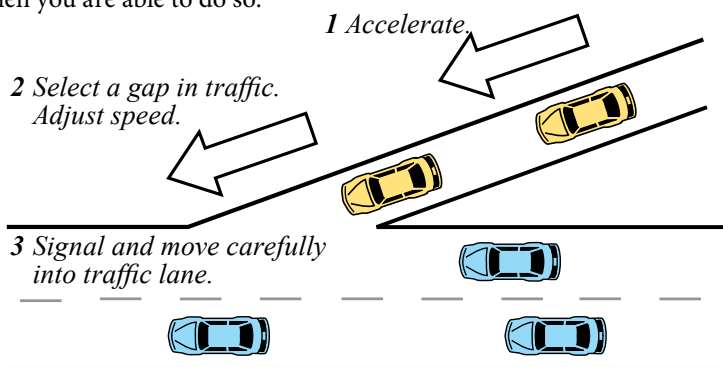 en you are able to do so.
1 Accelerate.
2 Select a gap in traffic.
Adjust speed.
3 Signal and move carefully
into traffic lane.